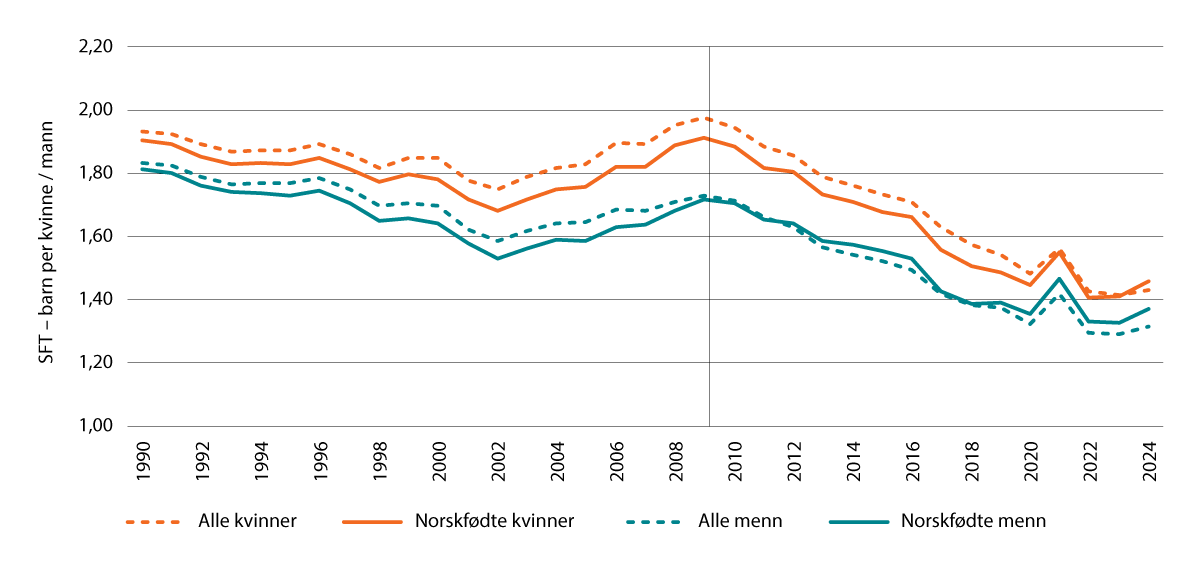 SFT – barn per kvinne / mann
2,20
2,00
1,80
1,60
1,40
1,20
1,00
1990 1992 1994 1996 1998 2000 2002 2004 2006 2008 2010 2012 2014 2016 2018 2020 2022 2024
Alle kvinner Norskfødte kvinner Alle menn Norskfødte menn